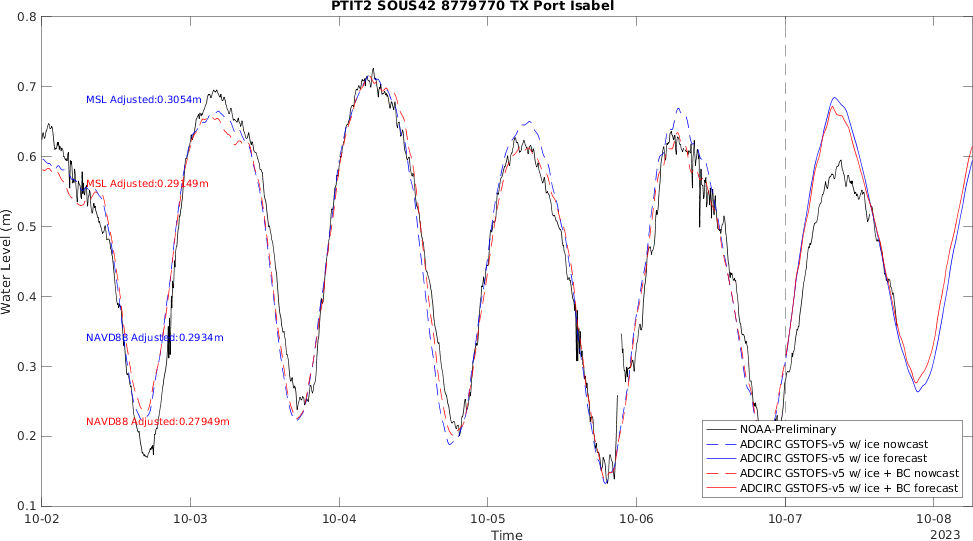 PTIT2 SOUS42 8779770 TX Port Isabel
0.8
0.7
0.6
0.5
0.4
0.3
0.2
0.1
Water Level (m)
MSL Adjusted:0.3054m
MSL Adjusted:0.29149m
NAVD88 Adjusted:0.2934m
NAVD88 Adjusted:0.27949m
NOAA-Preliminary
ADCIRC GSTOFS-v5 w/ ice nowcast
ADCIRC GSTOFS-v5 w/ ice forecast
ADCIRC GSTOFS-v5 w/ ice + BC nowcast
ADCIRC GSTOFS-v5 w/ ice + BC forecast
10-02 10-03 10-04 10-05 10-06 10-07 10-08
2023
Time